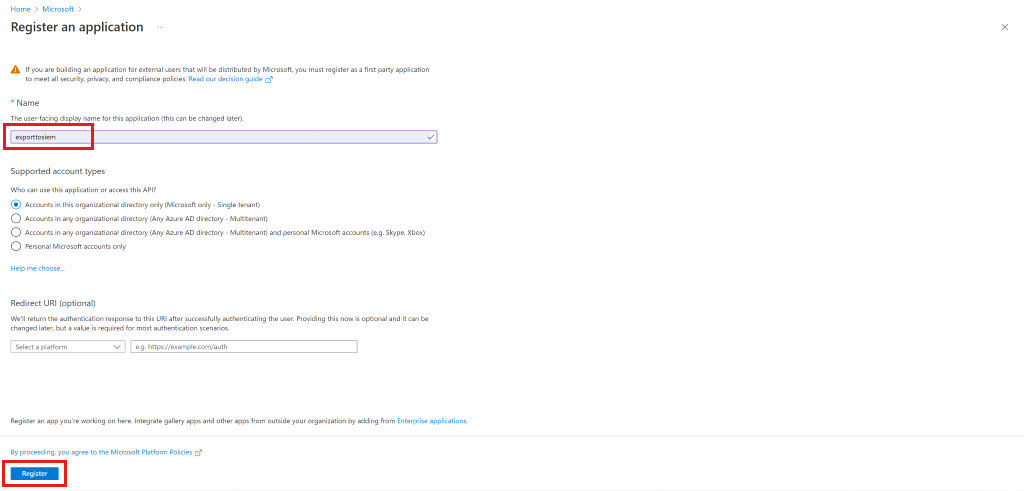 Home > Microsoft >
Register an application ...
If you are building an application for external users that will be distributed by Microsoft, you must register as a first party application
to meet all security, privacy, and compliance policies. Read our decision guide
* Name
The user-facing display name for this application (this can be changed later).
exporttosiem
Supported account types
Who can use this application or access this API?
Accounts in this organizational directory only (Microsoft only - Single tenant)
Accounts in any organizational directory (Any Azure AD directory - Multitenant)
Accounts in any organizational directory (Any Azure AD directory - Multitenant) and personal Microsoft accounts (e.g. Skype, Xbox)
Personal Microsoft accounts only
Help me choose...
Redirect URI (optional)
We'll return the authentication response to this URI after successfully authenticating the user. Providing this now is optional and it can be
changed later, but a value is required for most authentication scenarios.
Select a platform e.g. https://example.com/auth
Register an app you're working on here. Integrate gallery apps and other apps from outside your organization by adding from Enterprise applications.
By proceeding, you agree to the Microsoft Platform Policies
Register